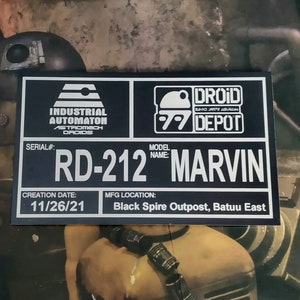 INDUSTRIAL
AUTOMATON
ASTROMECH
DROIDS
DROID
DEPOT
SERIAL#:
RD-212
MODEL
NAME:
MARVIN
CREATION DATE:
11/26/21
MFG LOCATION:
Black Spire Outpost, Batuu East